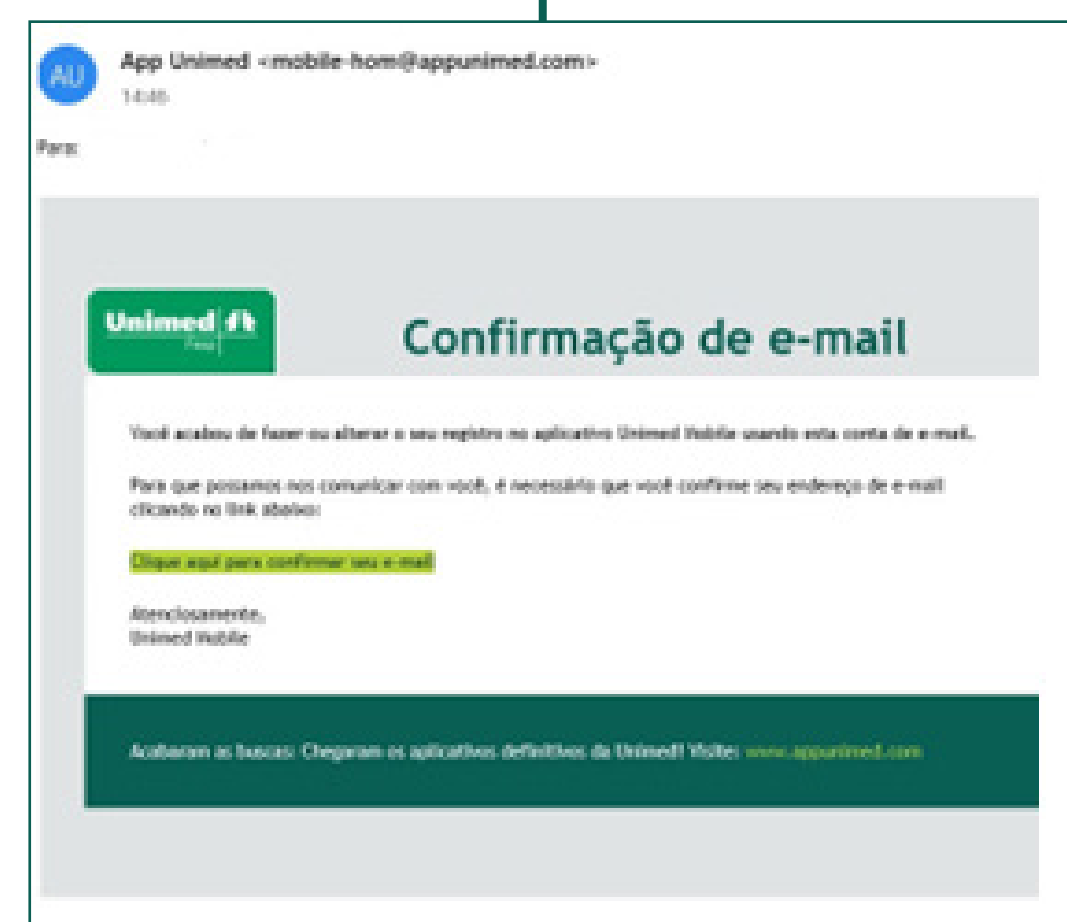 AU
App Unimed <mobile-hom@appunimed.com>
14:46
Para:
Unimed
Confirmação de e-mail
Você acabou de fazer ou alterar o seu registro no aplicativo Unimed Mobile usando esta conta de e-mail.
Para que possamos nos comunicar com você, é necessário que você confirme seu endereço de e-mail
clicando no link abaixo:
Clique aqui para confirmar seu e-mail
Atenciosamente,
Unimed Mobile
Acabaram as buscas: Chegaram os aplicativos definitivos da Unimed! Visite: www.appunimed.com